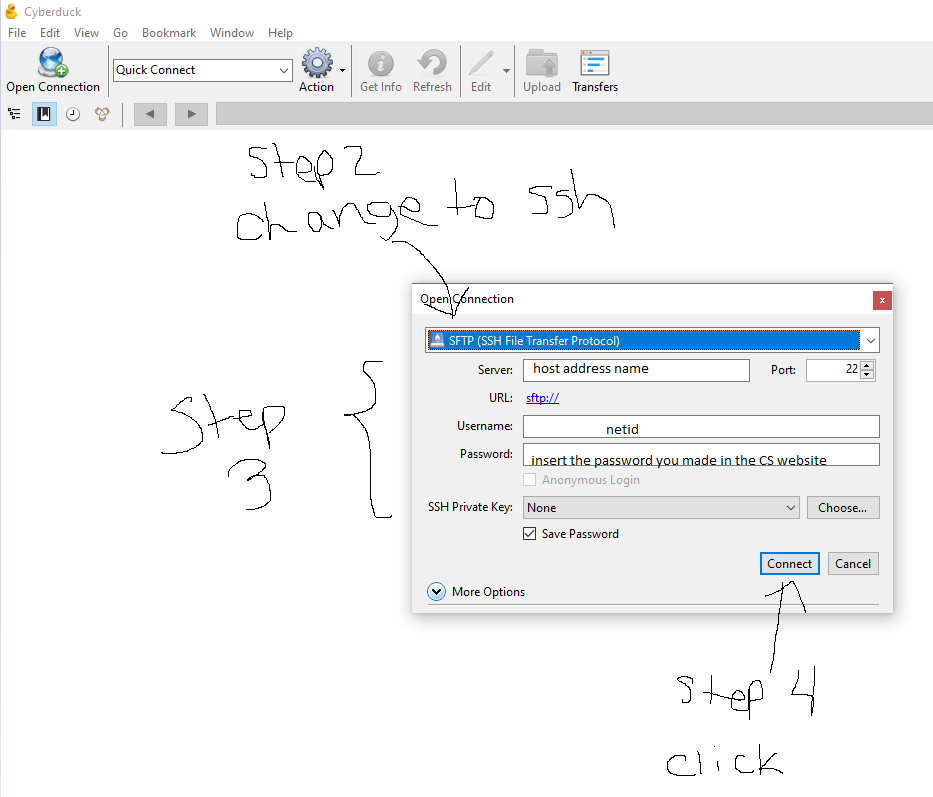 Cyberduck
File Edit View Go Bookmark Window Help
Open Connection Quick Connect Action Get Info Refresh Edit Upload Transfers
Step 2
change to ssh
Open Connection
x
SFTP (SSH File Transfer Protocol)
Server: host address name Port: 22
URL: sftp://
Username: netid
Password: insert the password you made in the CS website
Anonymous Login
SSH Private Key: None Choose...
Save Password
Connect Cancel
More Options
Step
3
Step 4
click